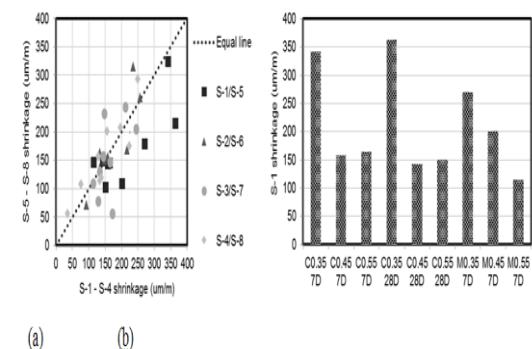 400
350
300
250
200
150
100
50
0
S-5 - S-8 shrinkage (um/m)
0 50 100 150 200 250 300 350 400
S-1 - S-4 shrinkage (um/m)
Equal line
S-1/S-5
S-2/S-6
S-3/S-7
S-4/S-8
400
350
300
250
200
150
100
50
0
S-1 shrinkage (um/m)
C0.35 C0.45 C0.55 C0.35 C0.45 C0.55 M0.35 M0.45 M0.55
7D 7D 7D 28D 28D 28D 7D 7D 7D
(a) (b)